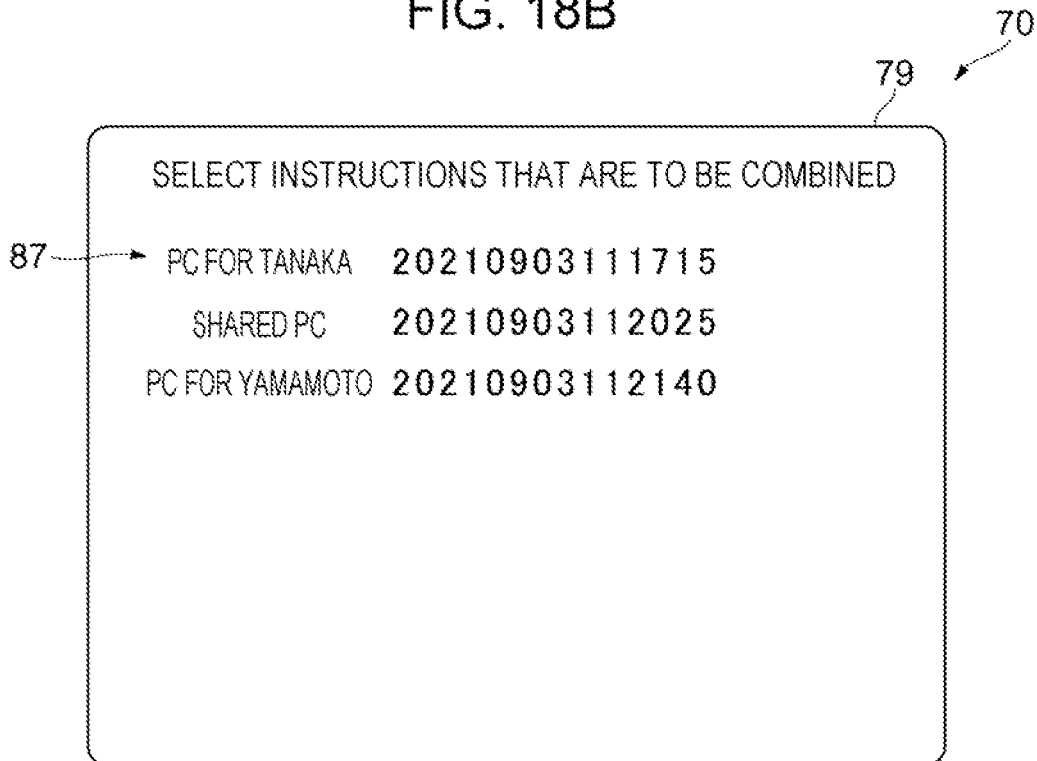 FIG. 18B
70
79
SELECT INSTRUCTIONS THAT ARE TO BE COMBINED
87 PC FOR TANAKA 20210903111715
SHARED PC 20210903112025
PC FOR YAMAMOTO 20210903112140